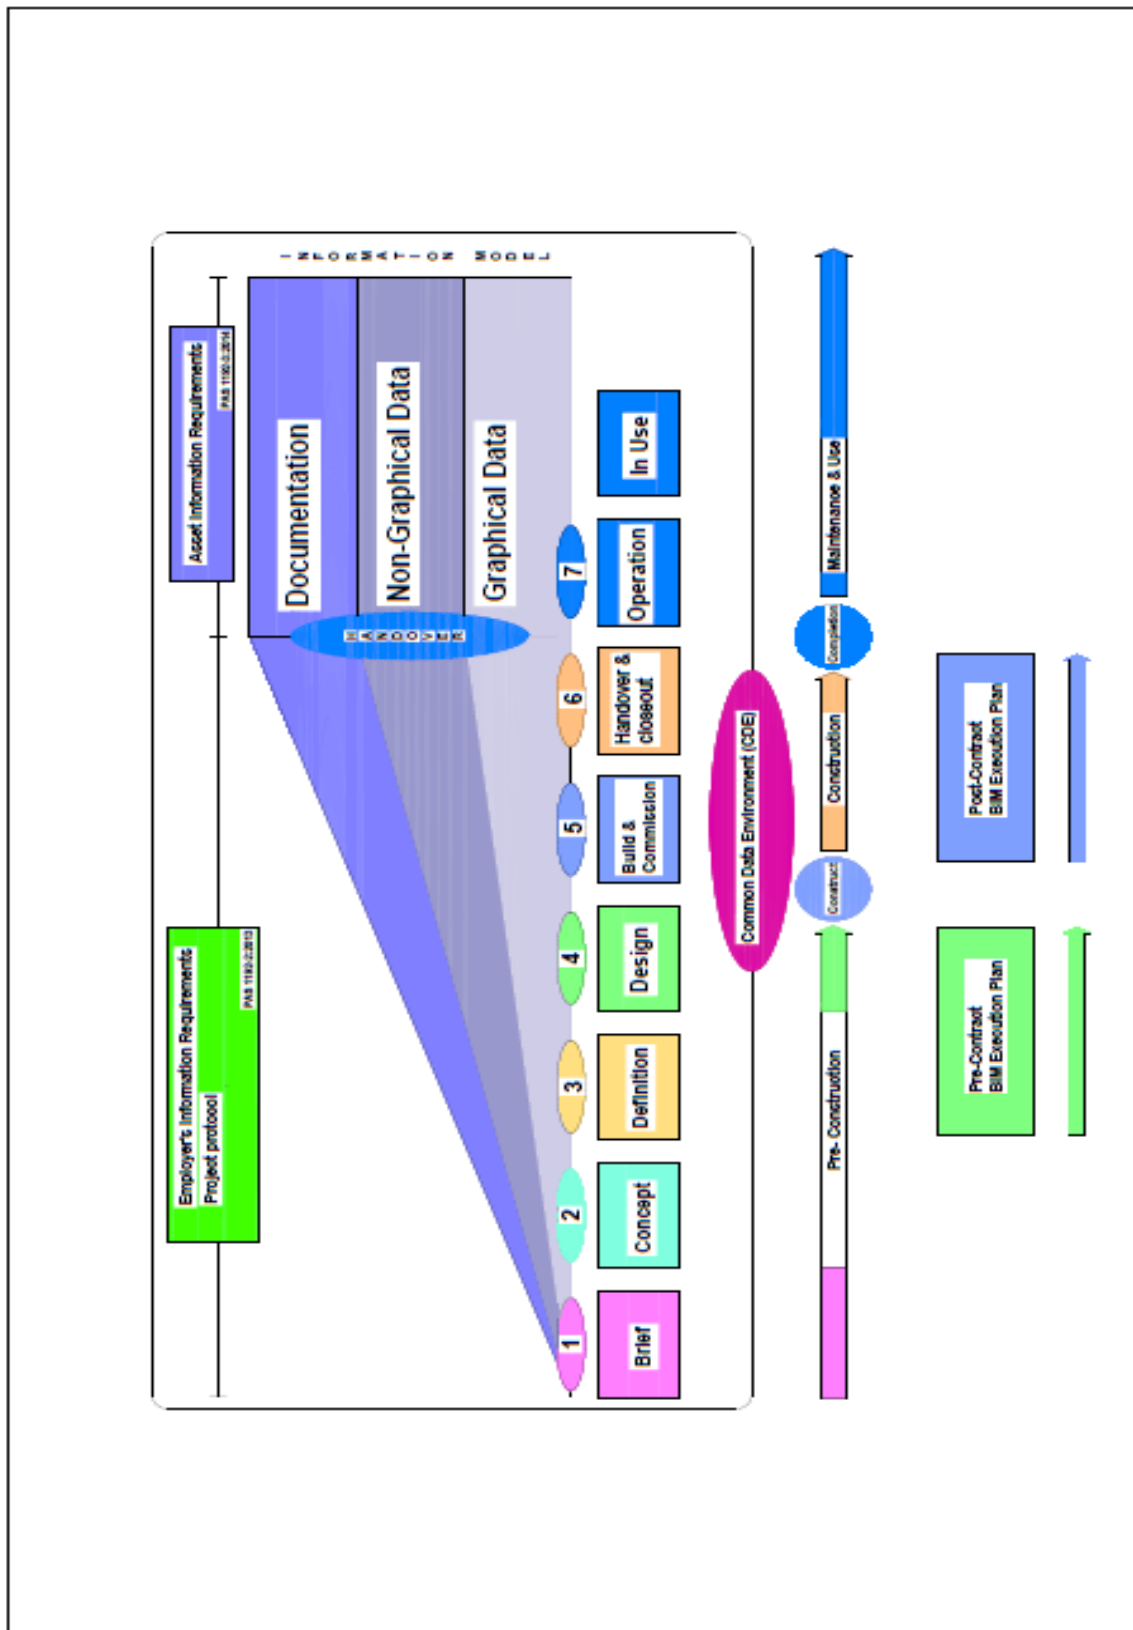 Employer's Information Requirements
Project protocol
PAS 1192-2:2013
Asset Information Requirements
PAS 1192-3:2014
INFORMATION MODEL
Documentation
Non-Graphical Data
Graphical Data
HANDOVER
1
2
3
4
5
6
7
Brief
Concept
Definition
Design
Build &
Commission
Handover &
closeout
Operation
In Use
Common Data Environment (CDE)
Pre- Construction
Construct
Construction
Completion
Maintenance & Use
Pre-Contract
BIM Execution Plan
Post-Contract
BIM Execution Plan